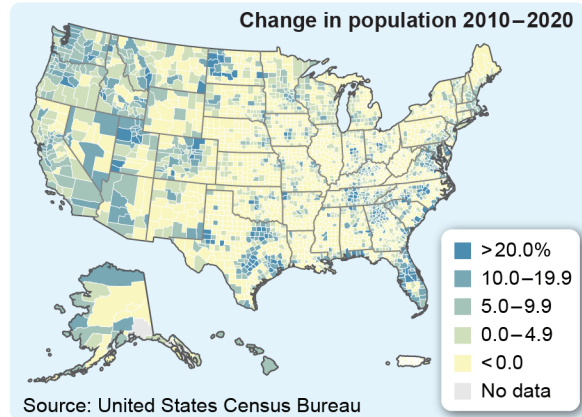 Change in population 2010–2020
>20.0%
10.0–19.9
5.0–9.9
0.0–4.9
<0.0
No data
Source: United States Census Bureau